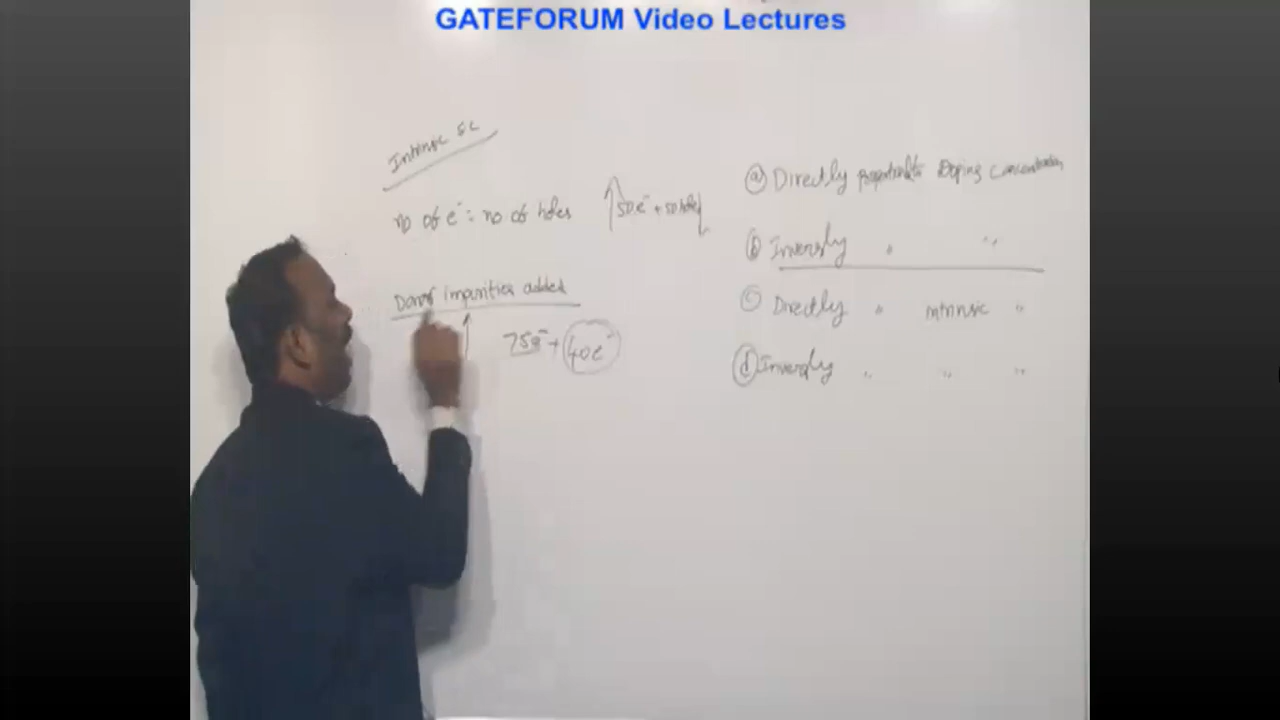 GATEFORUM Video Lectures
Intrinsic SC
no of e⁻ = no of holes
↑50e⁻ + 50 holes↓
Donor impurities added
↑ 75e⁻ + 40e⁻
(a) Directly proportional to Doping concentration
(b) Inversly " "
(c) Directly " intrinsic "
(d) Inversly " " "